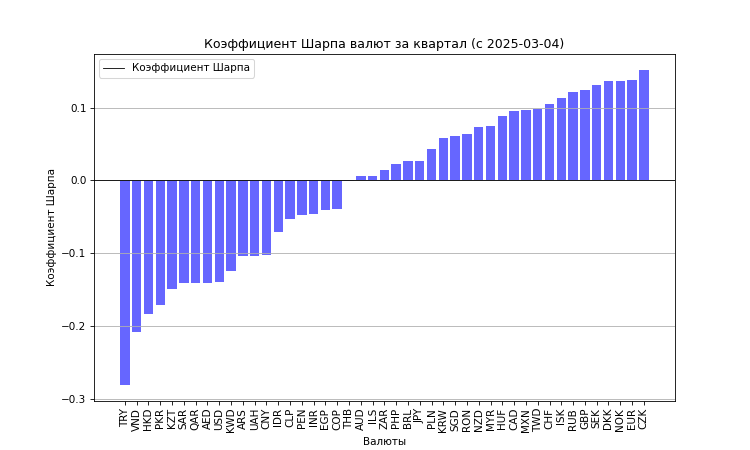 Коэффициент Шарпа валют за квартал (с 2025-03-04)
Коэффициент Шарпа
Коэффициент Шарпа
0.1
0.0
−0.1
−0.2
−0.3
TRY
VND
HKD
PKR
KZT
SAR
QAR
AED
USD
KWD
ARS
UAH
CNY
IDR
CLP
PEN
INR
EGP
COP
THB
AUD
ILS
ZAR
PHP
BRL
JPY
PLN
KRW
SGD
RON
NZD
MYR
HUF
CAD
MXN
TWD
CHF
ISK
RUB
GBP
SEK
DKK
NOK
EUR
CZK
Валюты